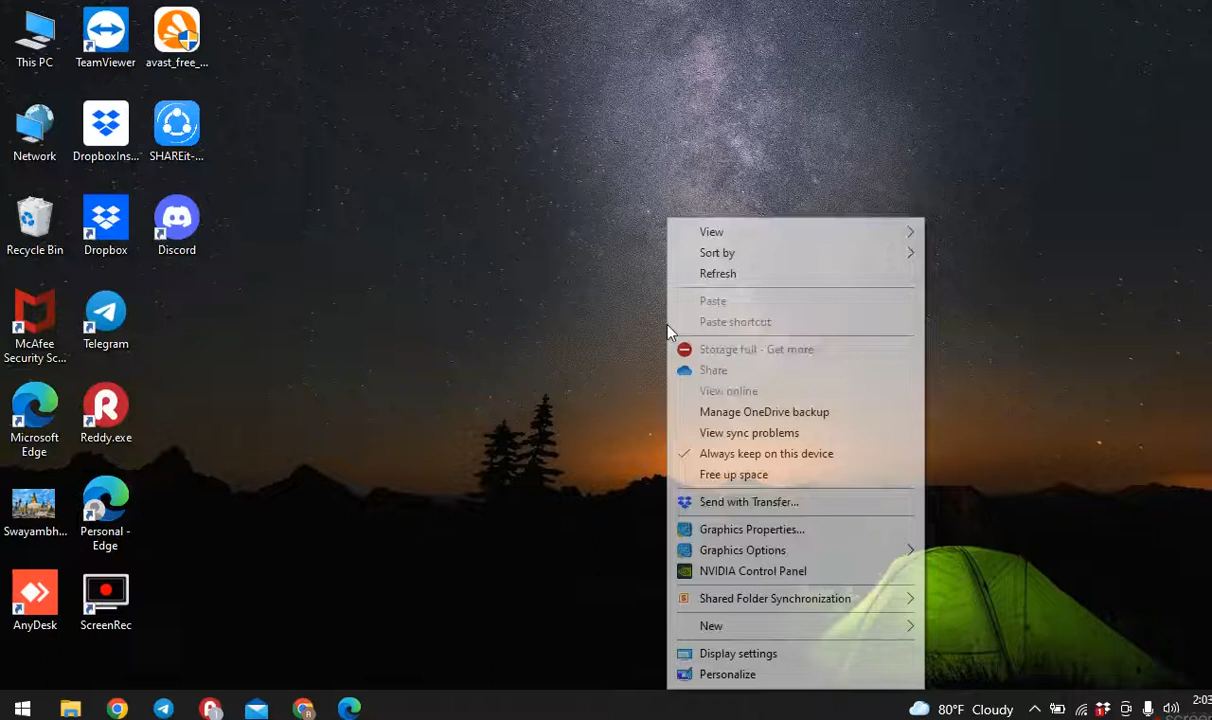 This PC
TeamViewer
avast_free_...
Network
DropboxIns...
SHAREit-...
Recycle Bin
Dropbox
Discord
McAfee
Security Sc...
Telegram
Microsoft
Edge
Reddy.exe
Swayambh...
Personal -
Edge
AnyDesk
ScreenRec
View
Sort by
Refresh
Paste
Paste shortcut
Storage full - Get more
Share
View online
Manage OneDrive backup
View sync problems
Always keep on this device
Free up space
Send with Transfer...
Graphics Properties...
Graphics Options
NVIDIA Control Panel
Shared Folder Synchronization
New
Display settings
Personalize
80°F Cloudy
2:03